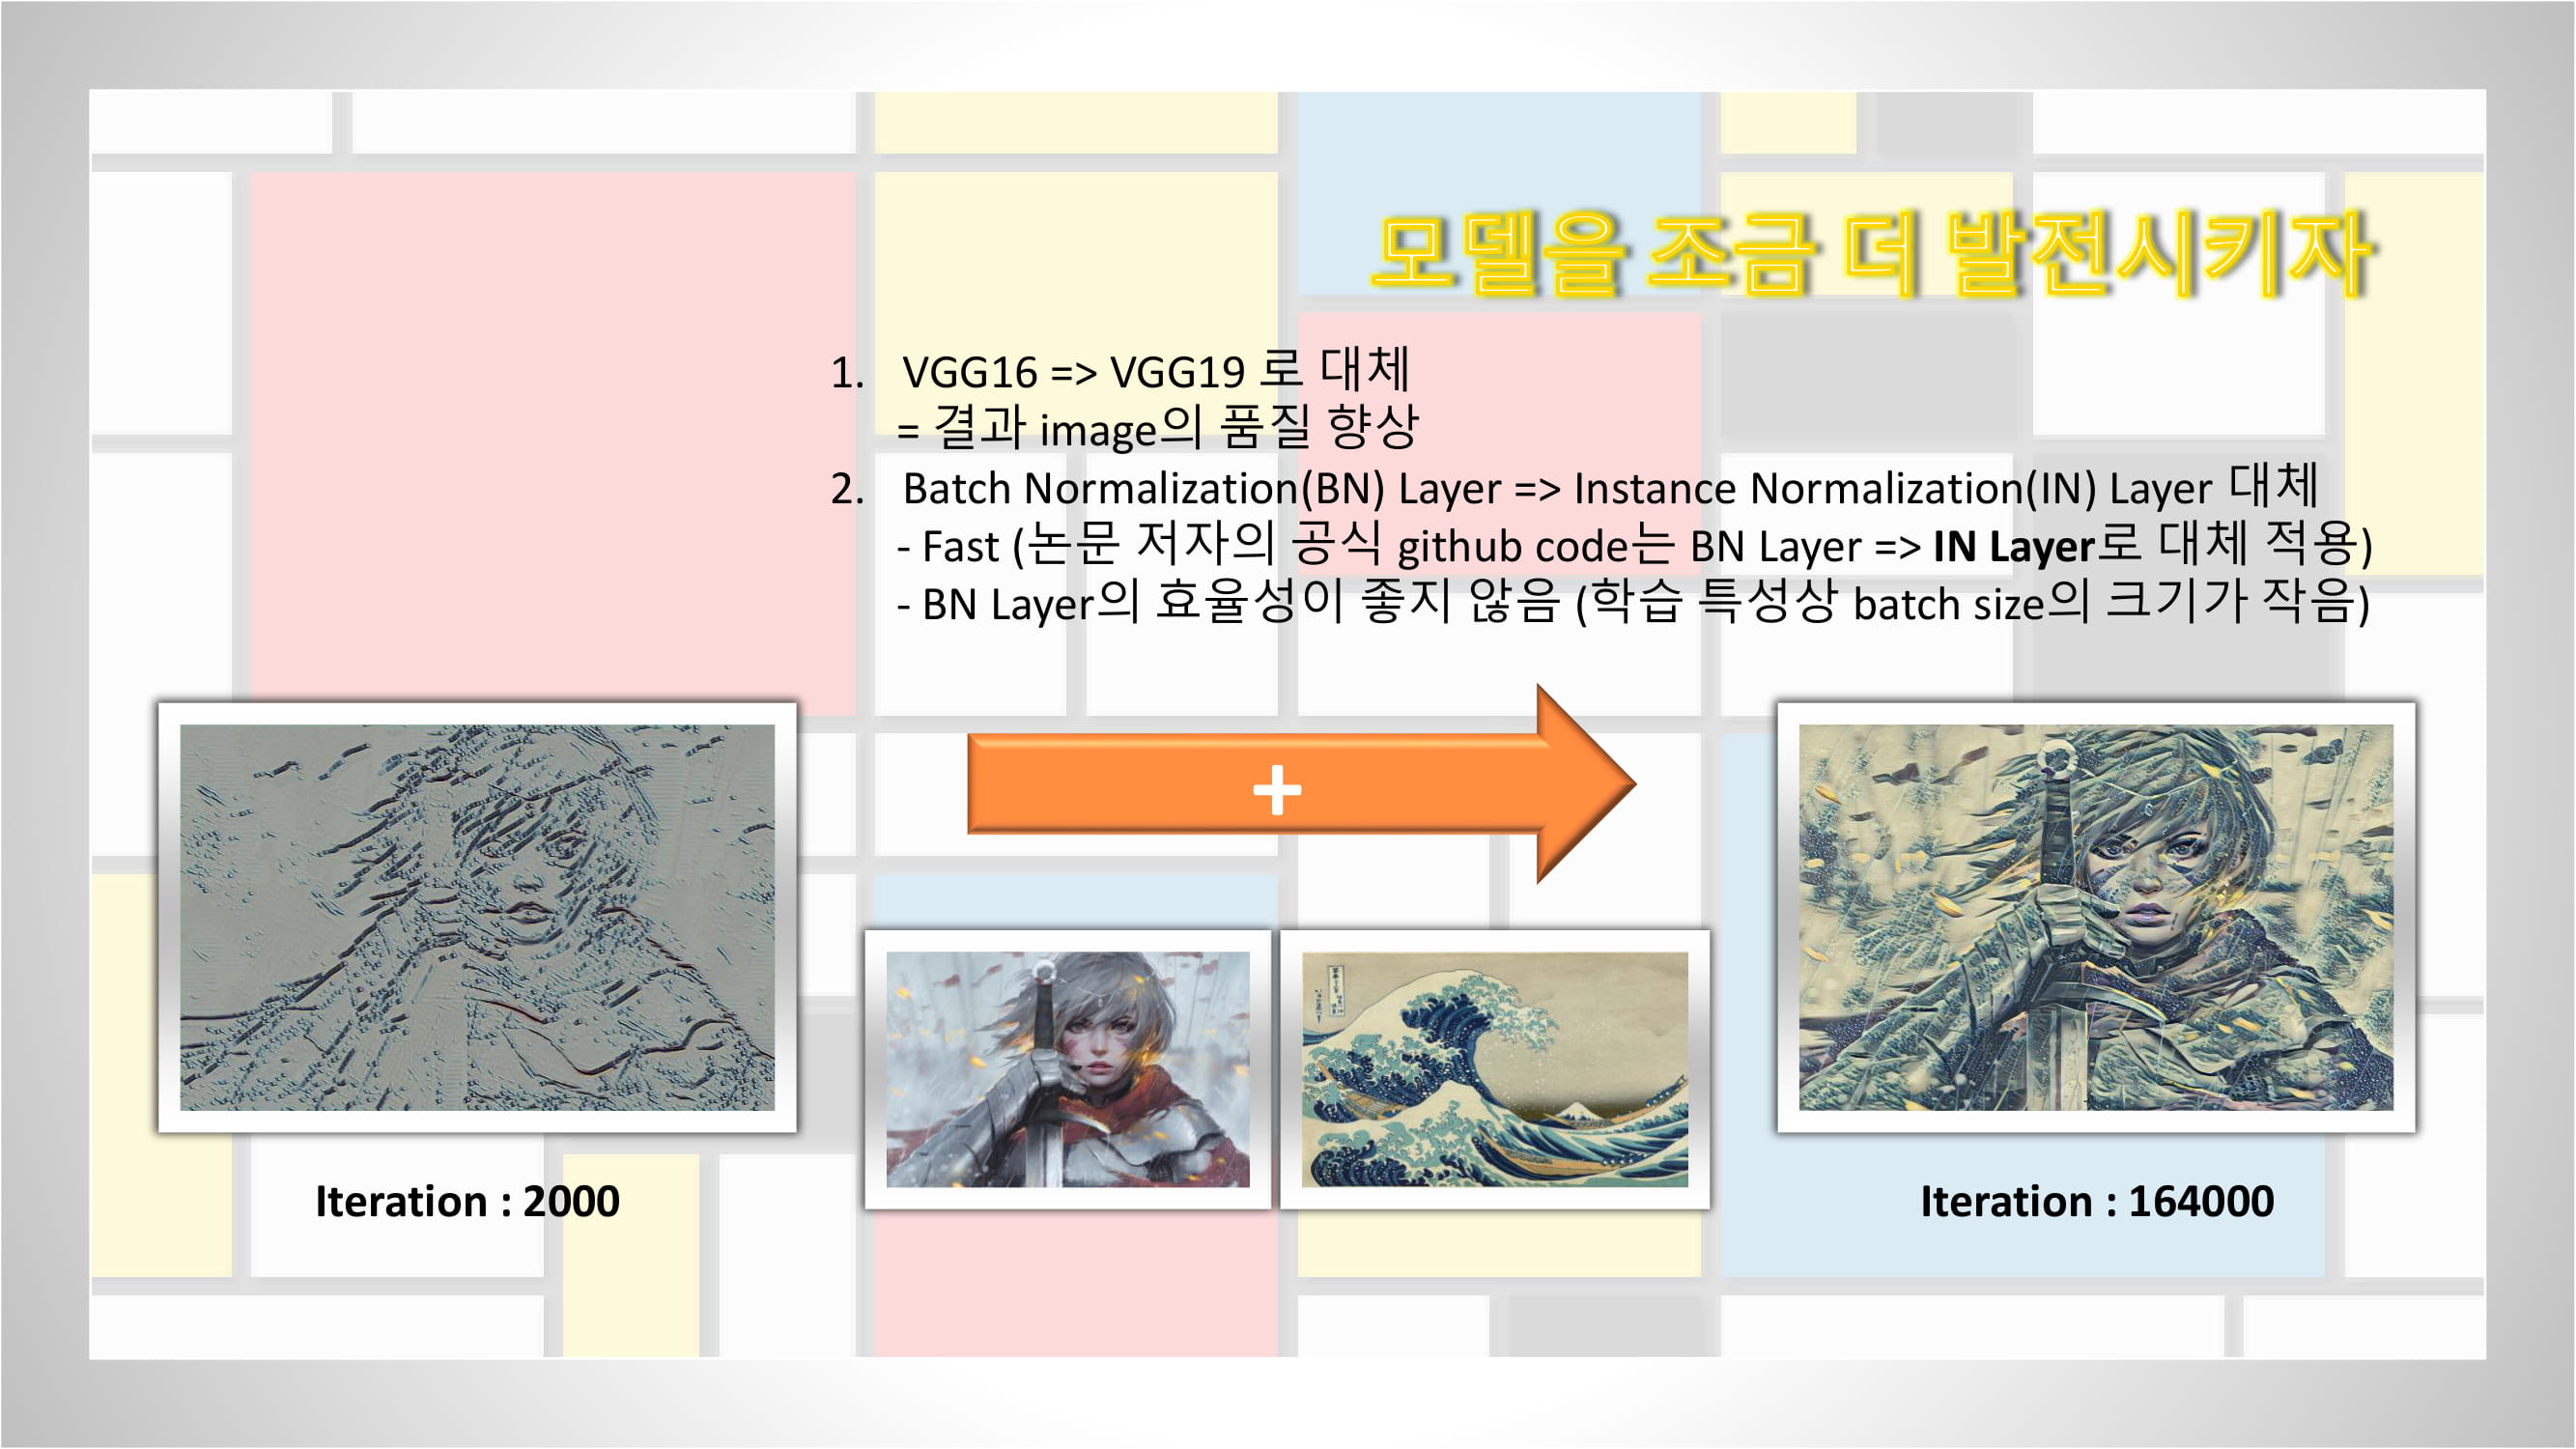 모델을 조금 더 발전시키자
1. VGG16 => VGG19 로 대체
= 결과 image의 품질 향상
2. Batch Normalization(BN) Layer => Instance Normalization(IN) Layer 대체
- Fast (논문 저자의 공식 github code는 BN Layer => IN Layer로 대체 적용)
- BN Layer의 효율성이 좋지 않음 (학습 특성상 batch size의 크기가 작음)
+
Iteration : 2000
Iteration : 164000